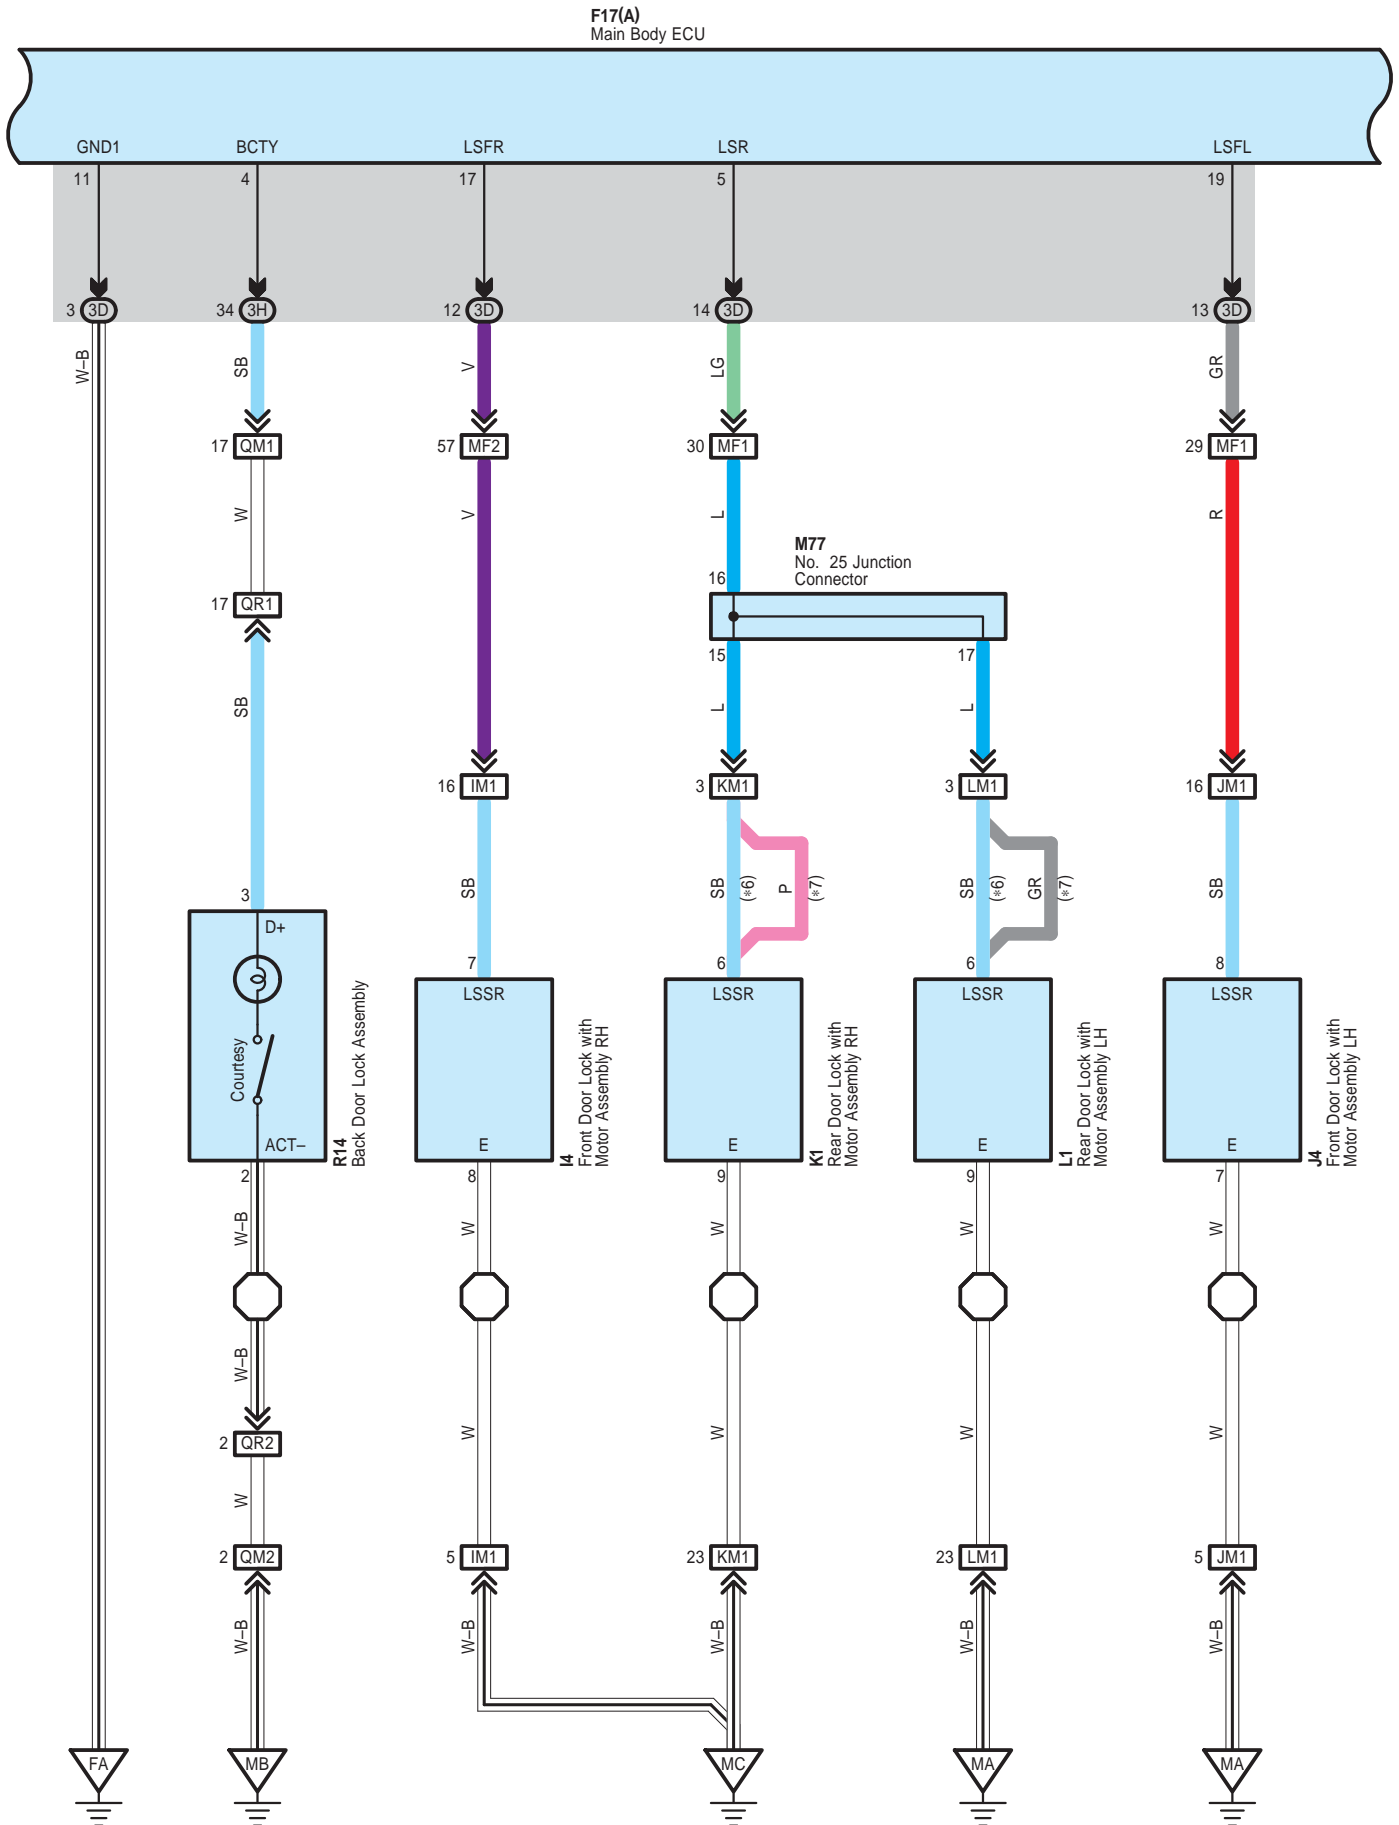 F17(A)
Main Body ECU
GND1 BCTY LSFR LSR LSFL
11 4 17 5 19
3 3D 34 3H 12 3D 14 3D 13 3D
W–B SB V LG GR
17 QM1 57 MF2 30 MF1 29 MF1
W V L R
M77
No. 25 Junction
Connector
16
17 QR1
15 17
SB L L
16 IM1 3 KM1 3 LM1 16 JM1
SB SB (*6) P (*7) SB (*6) GR (*7) SB
3 7 6 6 8
D+ LSSR LSSR LSSR LSSR
Courtesy
ACT– E E E E
R14
Back Door Lock Assembly
I4
Front Door Lock with
Motor Assembly RH
K1
Rear Door Lock with
Motor Assembly RH
L1
Rear Door Lock with
Motor Assembly LH
J4
Front Door Lock with
Motor Assembly LH
2 8 9 9 7
W–B W W W W
W–B W W W W
2 QR2
W
2 QM2 5 IM1 23 KM1 23 LM1 5 JM1
W–B W–B W–B W–B W–B
FA MB MC MA MA